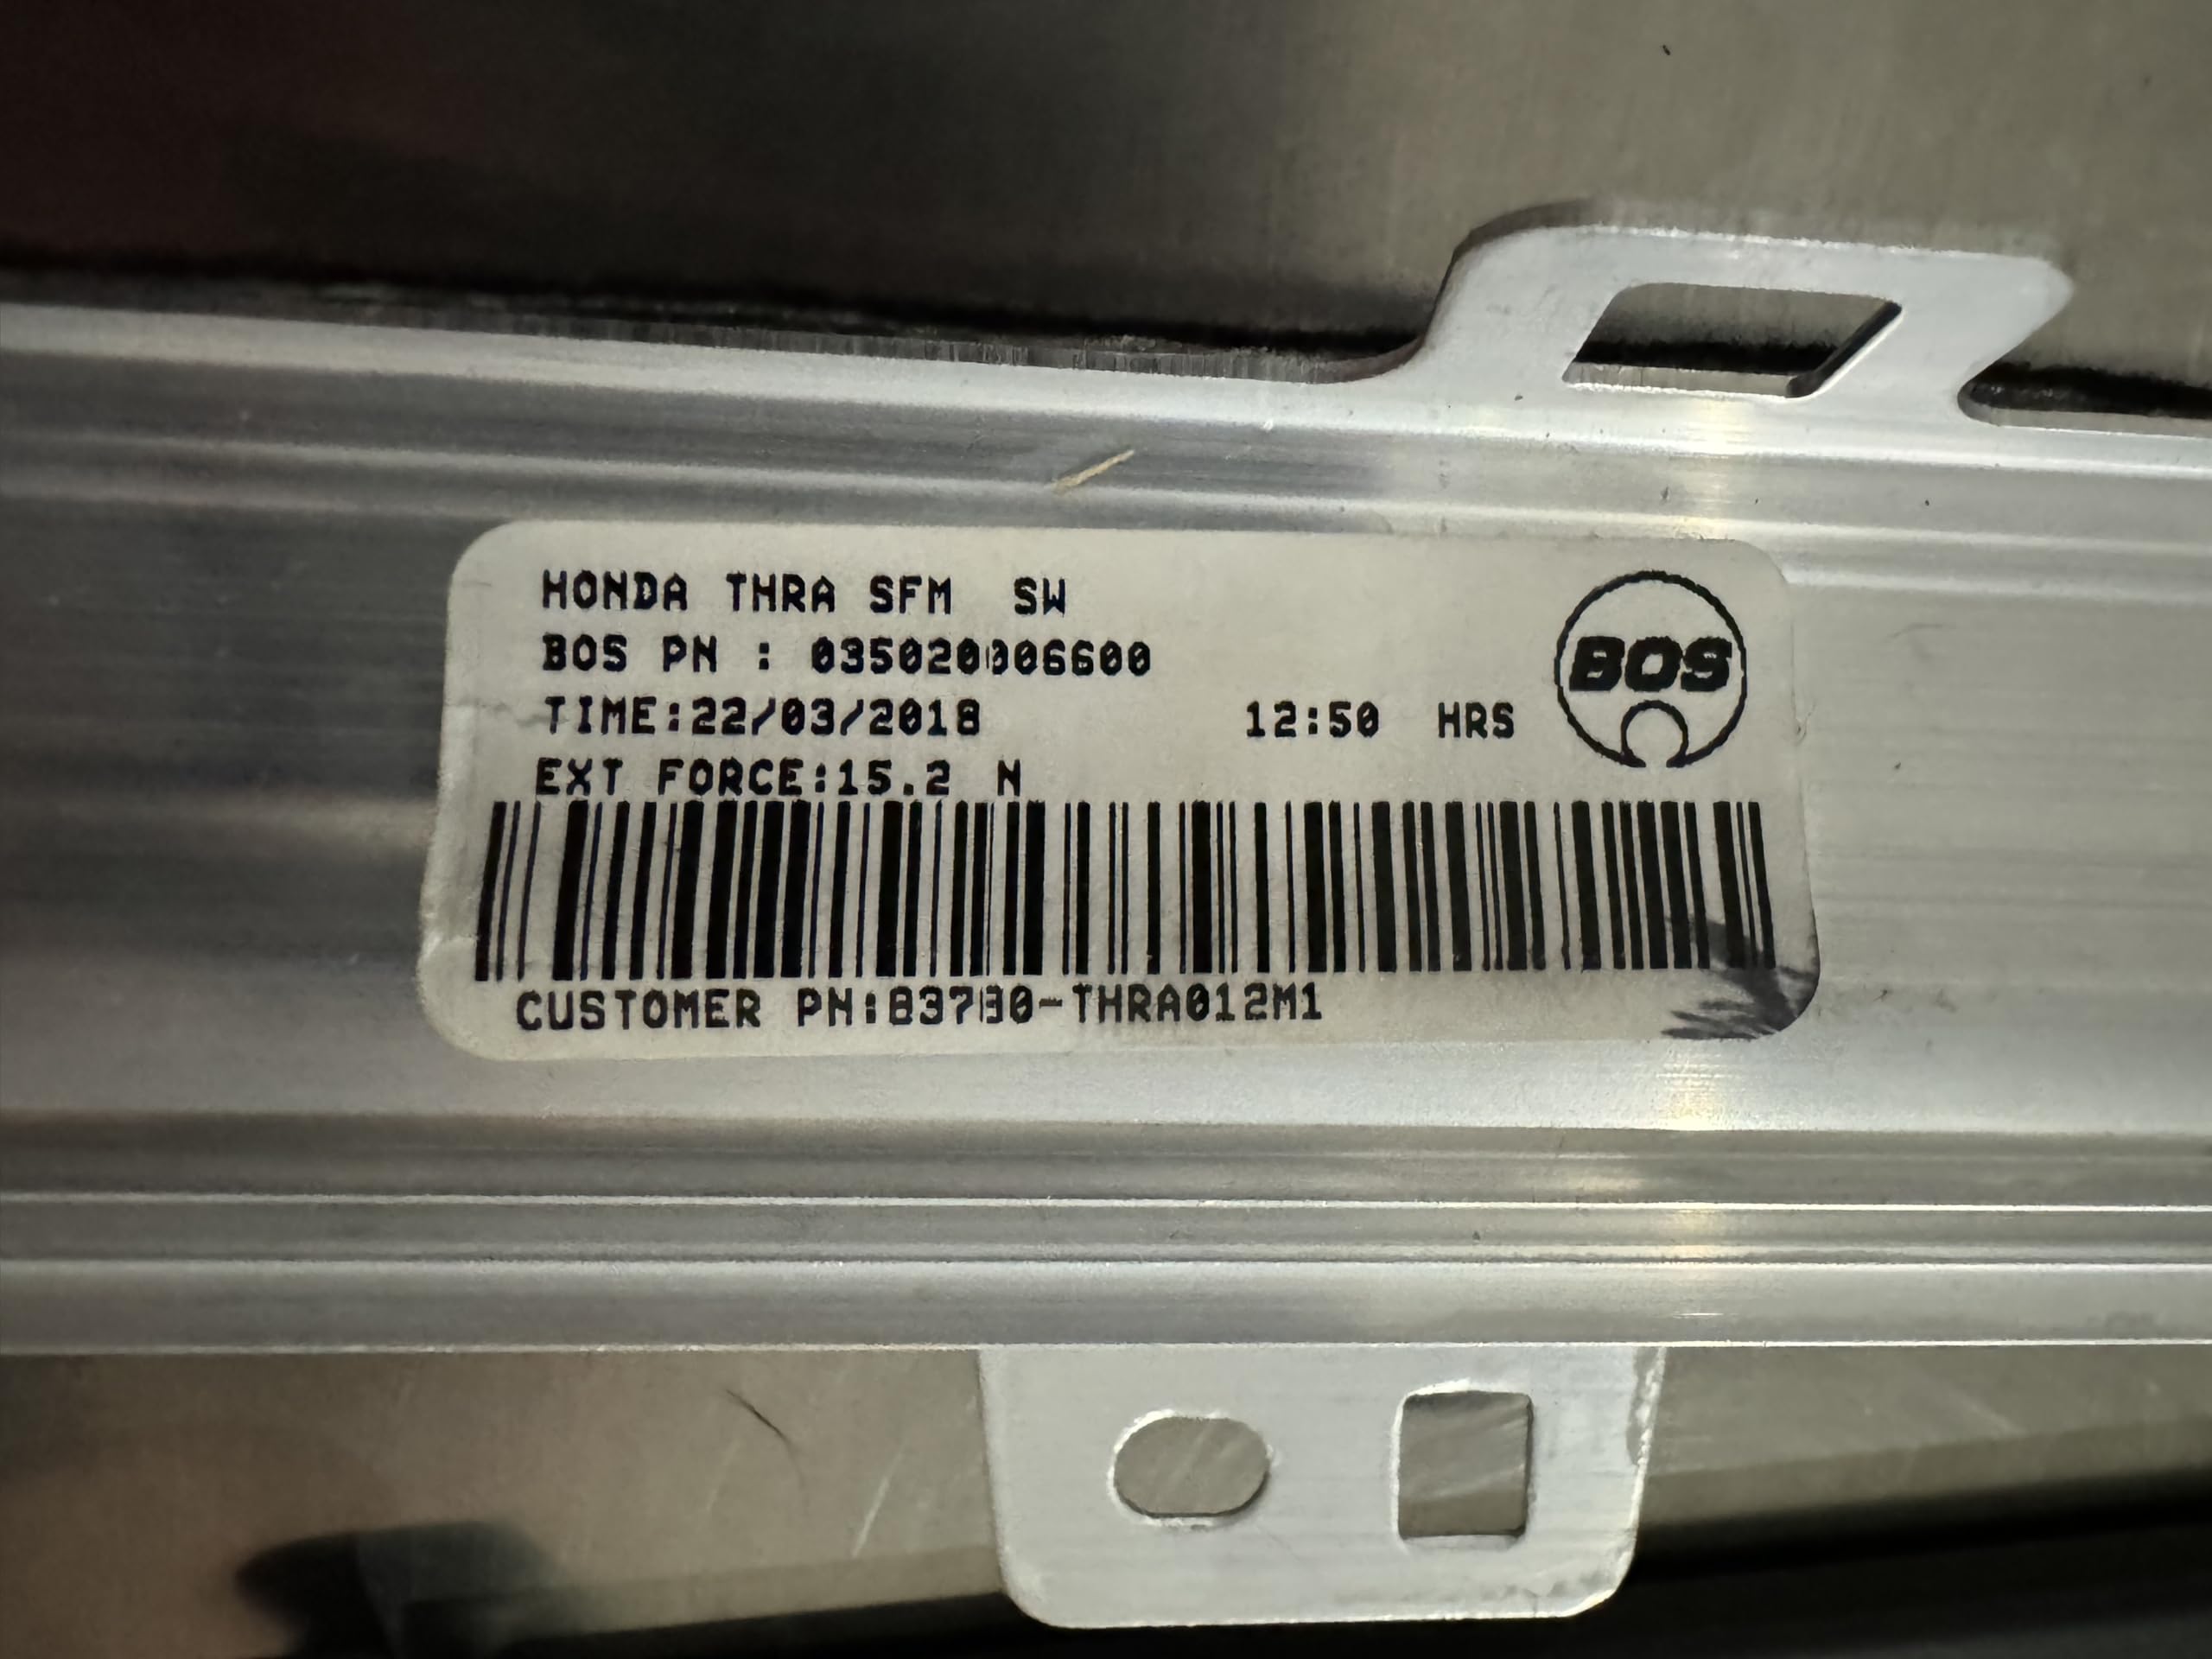 HONDA THRA SFM SW
BOS PN : 035020006600
TIME:22/03/2018 12:50 HRS
BOS
EXT FORCE:15.2 N
CUSTOMER PN:83780-THRA012M1